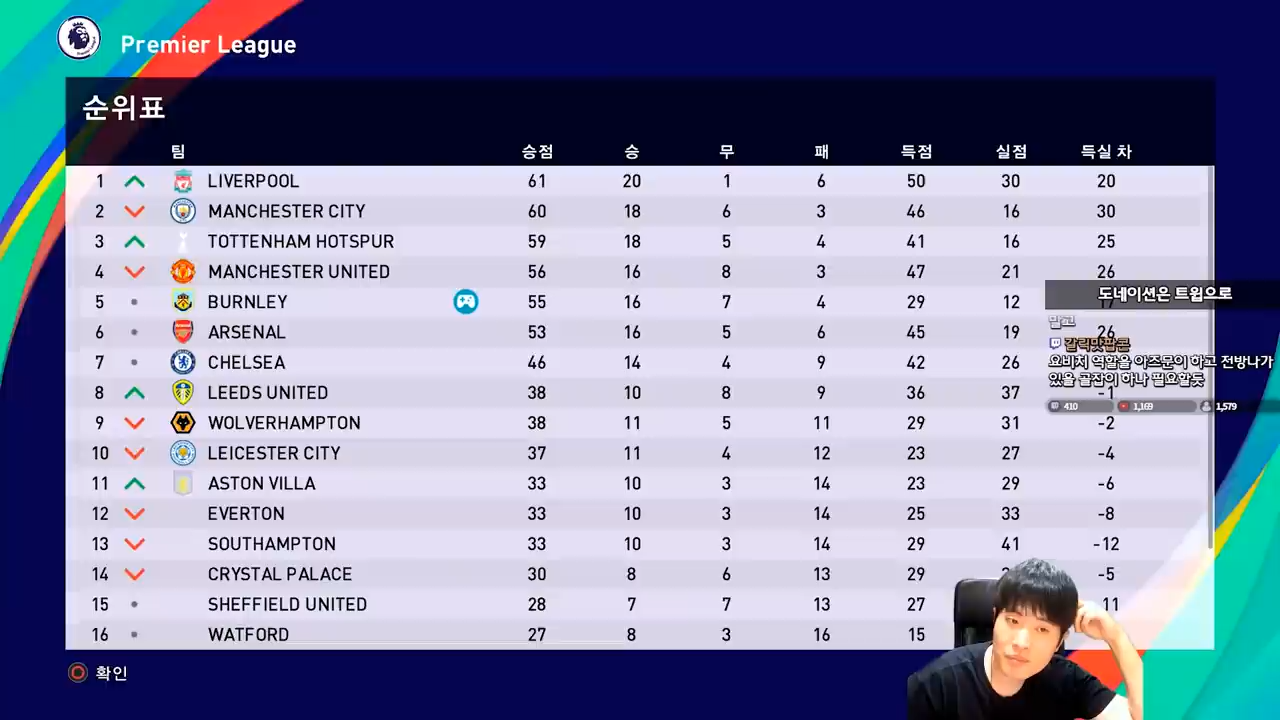 Premier League
순위표
팀 승점 승 무 패 득점 실점 득실 차
1 LIVERPOOL 61 20 1 6 50 30 20
2 MANCHESTER CITY 60 18 6 3 46 16 30
3 TOTTENHAM HOTSPUR 59 18 5 4 41 16 25
4 MANCHESTER UNITED 56 16 8 3 47 21 26
5 BURNLEY 55 16 7 4 29 12 17
6 ARSENAL 53 16 5 6 45 19 26
7 CHELSEA 46 14 4 9 42 26
8 LEEDS UNITED 38 10 8 9 36 37 -1
9 WOLVERHAMPTON 38 11 5 11 29 31 -2
10 LEICESTER CITY 37 11 4 12 23 27 -4
11 ASTON VILLA 33 10 3 14 23 29 -6
12 EVERTON 33 10 3 14 25 33 -8
13 SOUTHAMPTON 33 10 3 14 29 41 -12
14 CRYSTAL PALACE 30 8 6 13 29 -5
15 SHEFFIELD UNITED 28 7 7 13 27 11
16 WATFORD 27 8 3 16 15
도네이션은 트윕으로
말고
갈릭맛팝콘
요비치 역할을 아즈문이 하고 전방나가
있을 골잡이 하나 필요할듯
410 1,169 1,579
확인